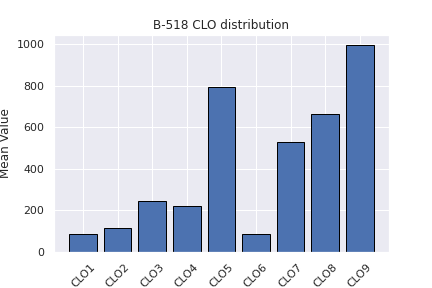 B-518 CLO distribution
1000
800
600
400
200
0
Mean Value
CLO1
CLO2
CLO3
CLO4
CLO5
CLO6
CLO7
CLO8
CLO9